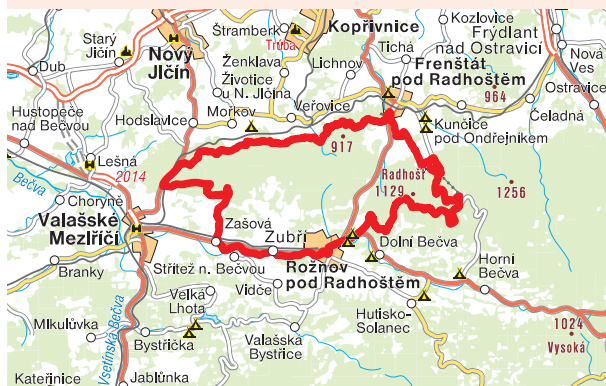 Starý
Jičín
Dub
Hustopeče
nad Bečvou
Lešná
Bečva
2014
Choryně
Nový
Jičín
Štramberk
Trúba
Ženklava
Životice
u N. Jičína
Hodslavice
Mořkov
Veřovice
Kopřivnice
Tichá
Lichnov
Kozlovice
Frýdlant
nad Ostravicí
Nová
Ves
Frenštát
pod Radhoštěm
964
Ostravice
Čeladná
Kunčice
pod Ondřejníkem
917
Radhošť
1129
1256
Valašské
Meziříčí
Zašová
Zubří
Střítež n. Bečvou
Rožnov
pod Radhoštěm
Dolní Bečva
Horní
Bečva
Branky
Vidče
Velká
Lhota
Hutisko-
Solanec
Mikulůvka
Bystřička
Valašská
Bystřice
1024
Vysoká
Vsetínská Bečva
Kateřinice
Jablůnka